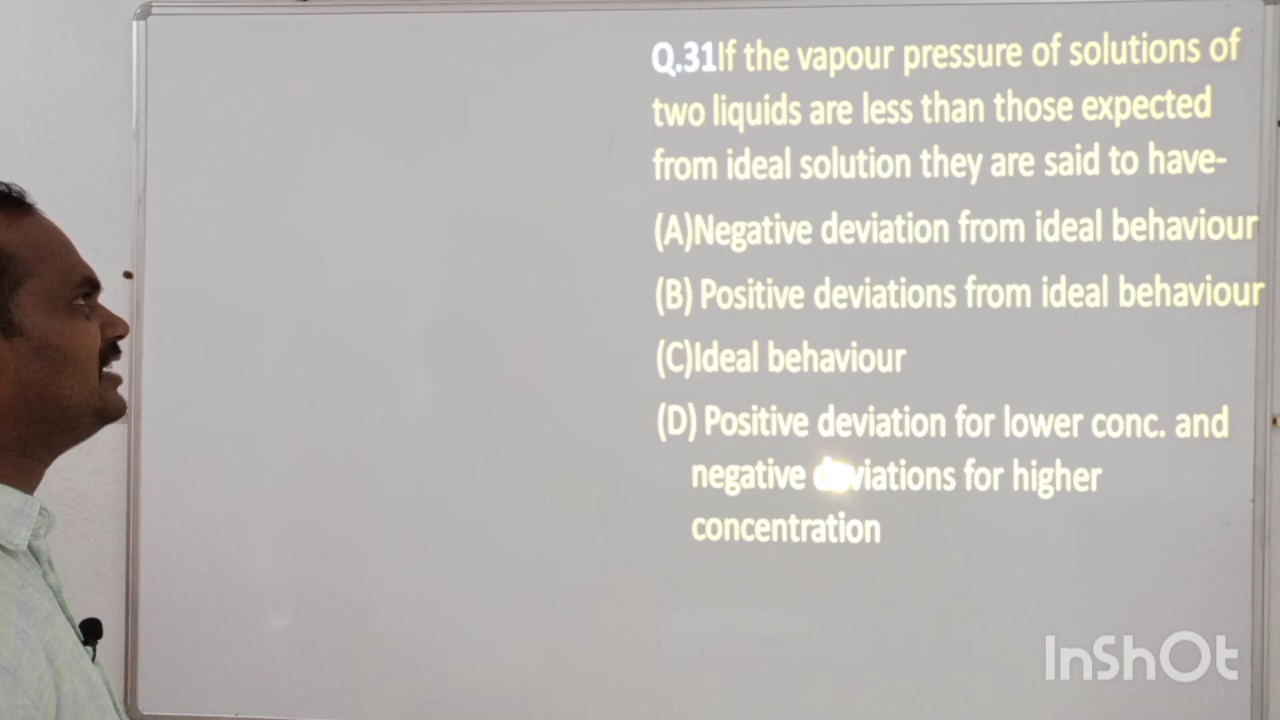 Q.31If the vapour pressure of solutions of
two liquids are less than those expected
from ideal solution they are said to have-
(A)Negative deviation from ideal behaviour
(B) Positive deviations from ideal behaviour
(C)Ideal behaviour
(D) Positive deviation for lower conc. and
negative deviations for higher
concentration
InShOt